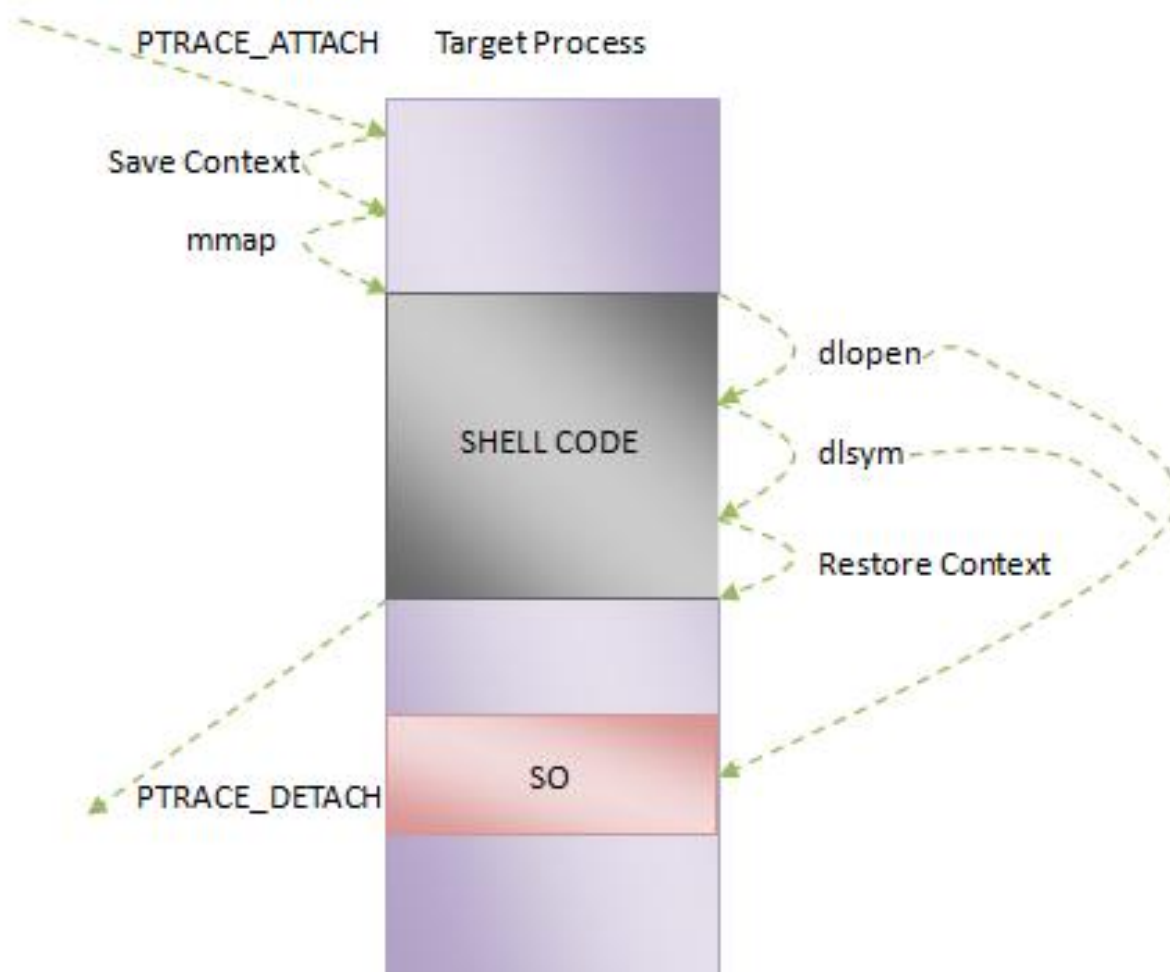 PTRACE_ATTACH
Target Process
Save Context
mmap
dlopen
SHELL CODE
dlsym
Restore Context
SO
PTRACE_DETACH